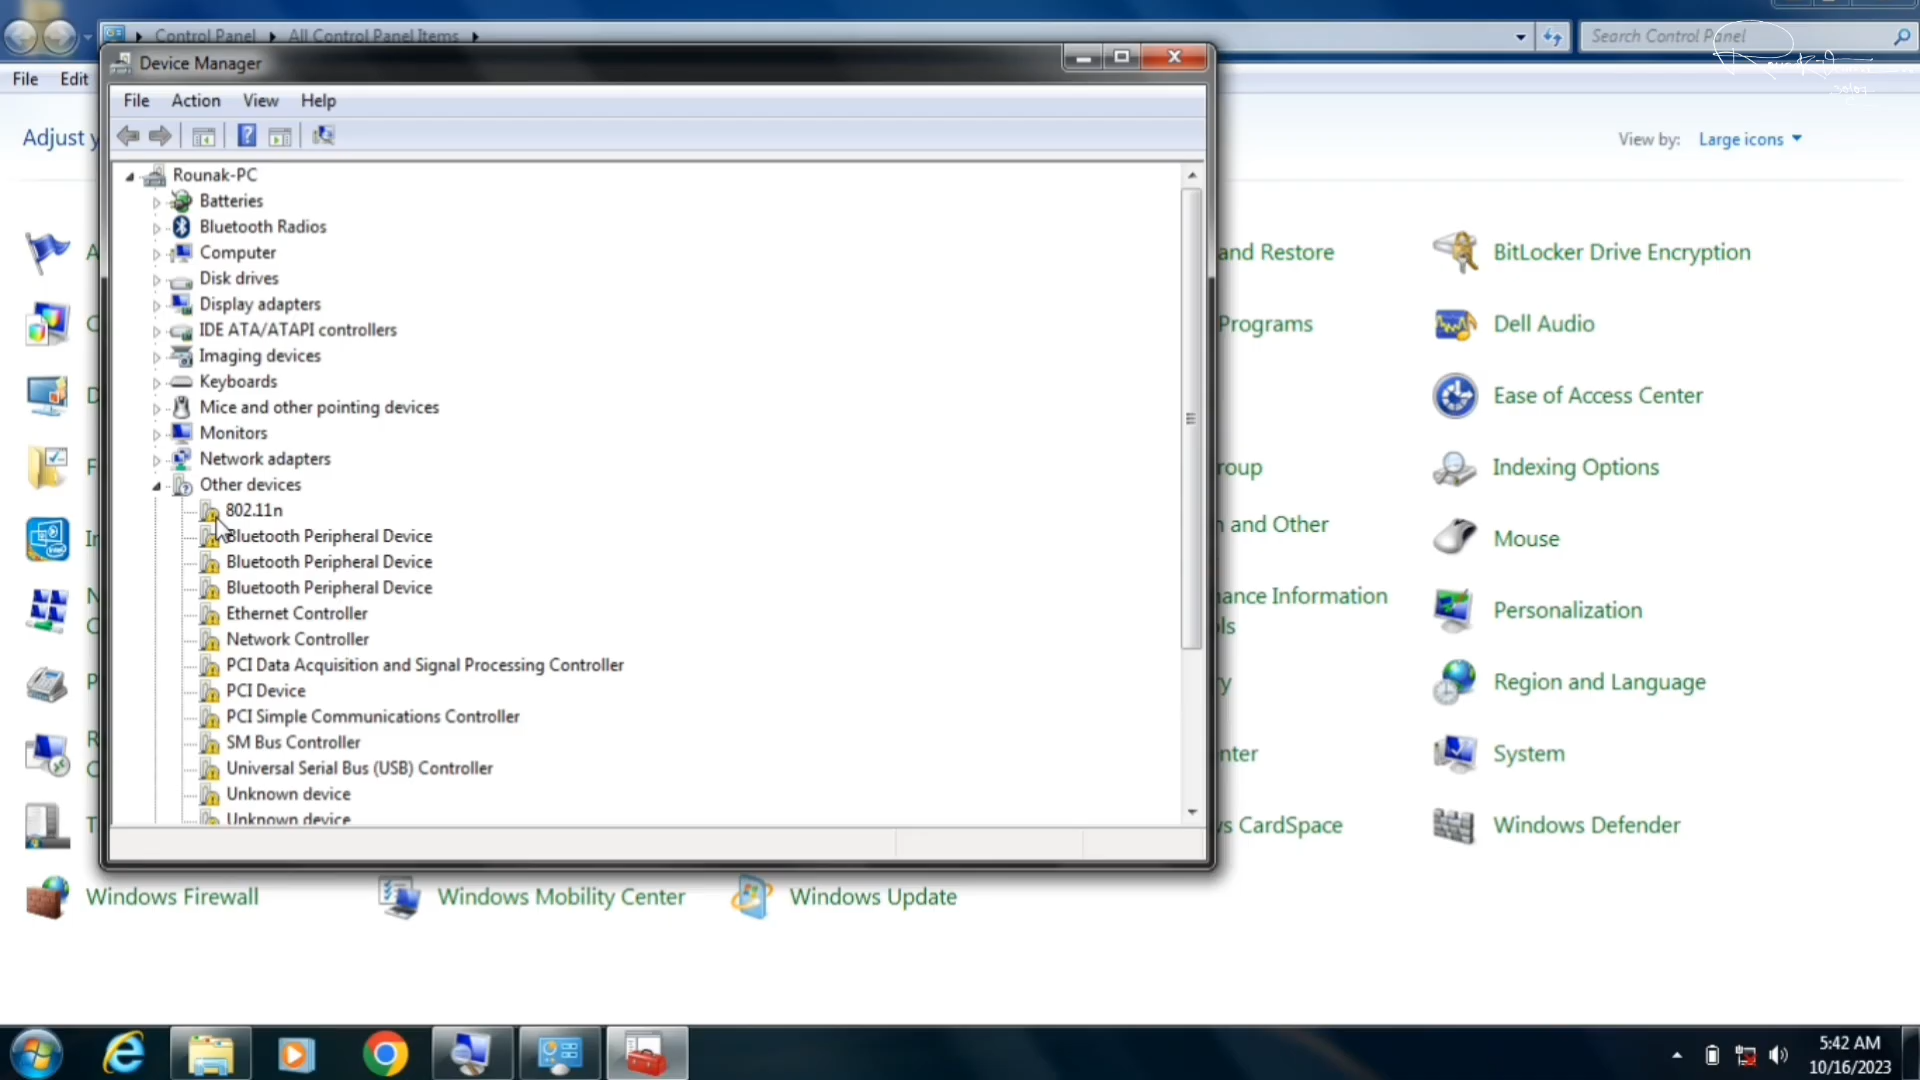 Control Panel
All Control Panel Items
Search Control Panel
File
Edit
Device Manager
File
Action
View
Help
Adjust y
View by:
Large icons
Rounak-PC
Batteries
Bluetooth Radios
Computer
Disk drives
Display adapters
IDE ATA/ATAPI controllers
Imaging devices
Keyboards
Mice and other pointing devices
Monitors
Network adapters
Other devices
802.11n
Bluetooth Peripheral Device
Bluetooth Peripheral Device
Bluetooth Peripheral Device
Ethernet Controller
Network Controller
PCI Data Acquisition and Signal Processing Controller
PCI Device
PCI Simple Communications Controller
SM Bus Controller
Universal Serial Bus (USB) Controller
Unknown device
Unknown device
and Restore
BitLocker Drive Encryption
Programs
Dell Audio
Ease of Access Center
roup
Indexing Options
and Other
Mouse
ance Information
ls
Personalization
ry
Region and Language
nter
System
s CardSpace
Windows Defender
Windows Firewall
Windows Mobility Center
Windows Update
5:42 AM
10/16/2023